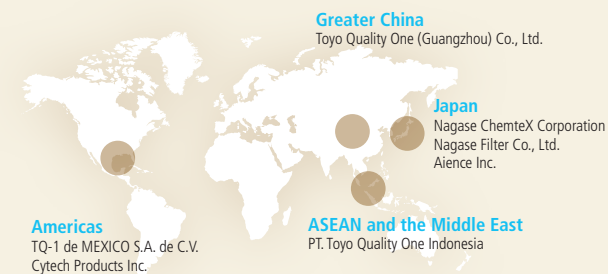 Greater China
Toyo Quality One (Guangzhou) Co., Ltd.
Japan
Nagase ChemteX Corporation
Nagase Filter Co., Ltd.
Aience Inc.
Americas
TQ-1 de MEXICO S.A. de C.V.
Cytech Products Inc.
ASEAN and the Middle East
PT. Toyo Quality One Indonesia